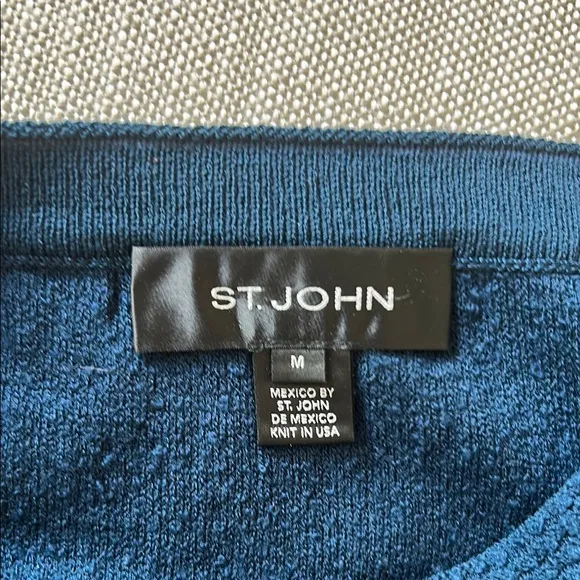 ST. JOHN
M
MEXICO BY
ST. JOHN
DE MEXICO
KNIT IN USA